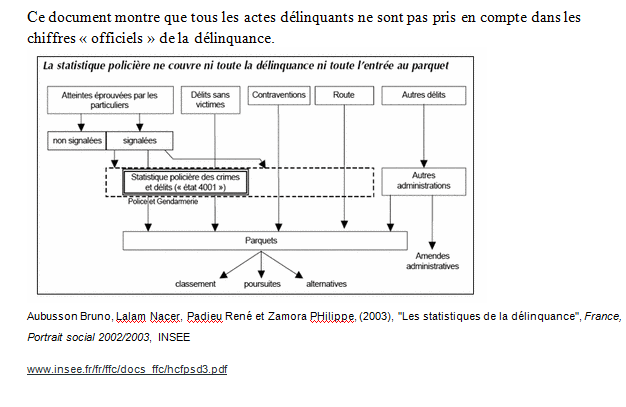 Ce document montre que tous les actes délinquants ne sont pas pris en compte dans les
chiffres « officiels » de la délinquance.
La statistique policière ne couvre ni toute la délinquance ni toute l'entrée au parquet
Atteintes éprouvées par les particuliers
Délits sans victimes
Contraventions
Route
Autres délits
non signalées
signalées
Statistique policière des crimes
et délits (« état 4001 »)
Autres administrations
Police et Gendarmerie
Parquets
Amendes administratives
classement
poursuites
alternatives
Aubusson Bruno, Lalam Nacer, Padieu René et Zamora PHilippe, (2003), "Les statistiques de la délinquance", France,
Portrait social 2002/2003, INSEE
www.insee.fr/fr/ffc/docs_ffc/hcfpsd3.pdf